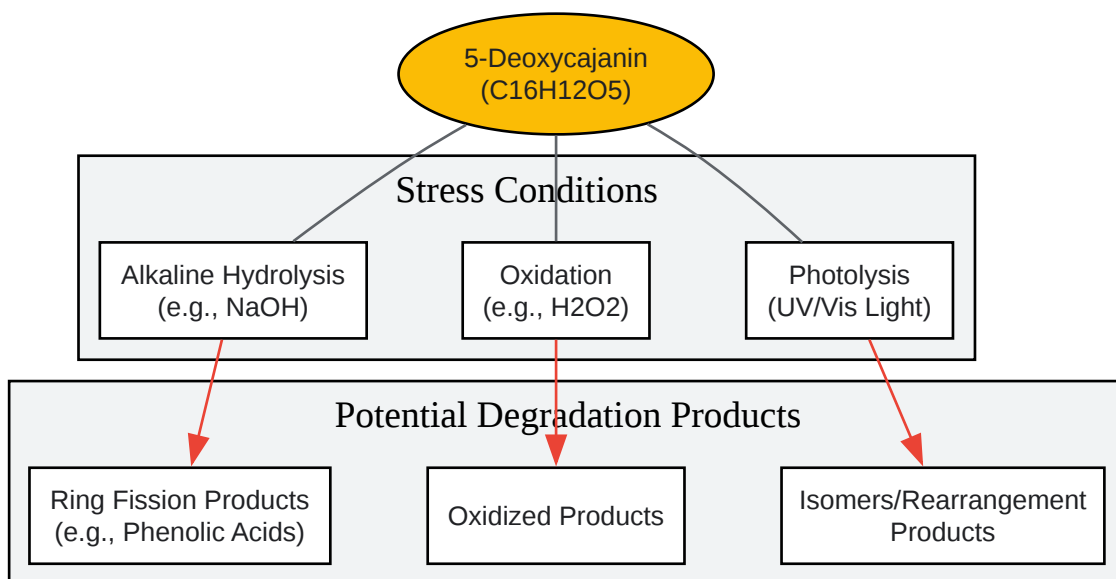 5-Deoxycajanin
(C16H12O5)
Stress Conditions
Alkaline Hydrolysis
(e.g., NaOH)
Oxidation
(e.g., H2O2)
Photolysis
(UV/Vis Light)
Potential Degradation Products
Ring Fission Products
(e.g., Phenolic Acids)
Oxidized Products
Isomers/Rearrangement
Products